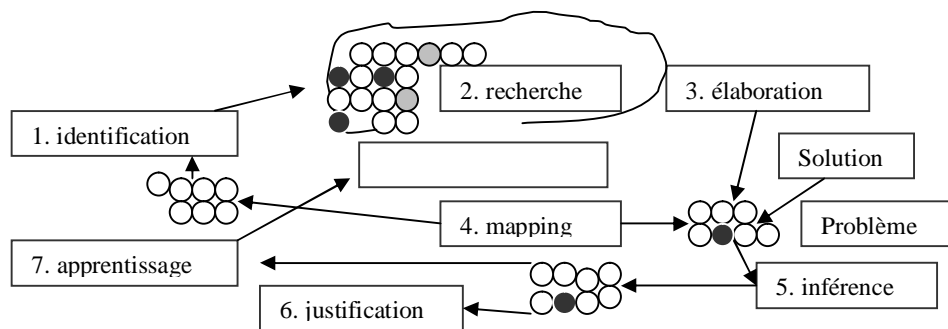 2. recherche
3. élaboration
1. identification
Solution
4. mapping
Problème
7. apprentissage
5. inférence
6. justification